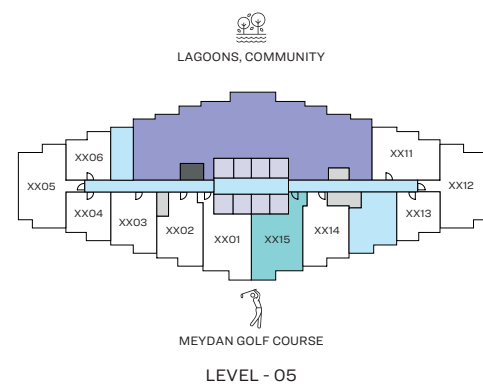 LAGOONS, COMMUNITY
XX06
XX11
XX05
XX12
XX04
XX03
XX02
XX01
XX15
XX14
XX13
MEYDAN GOLF COURSE
LEVEL - 05